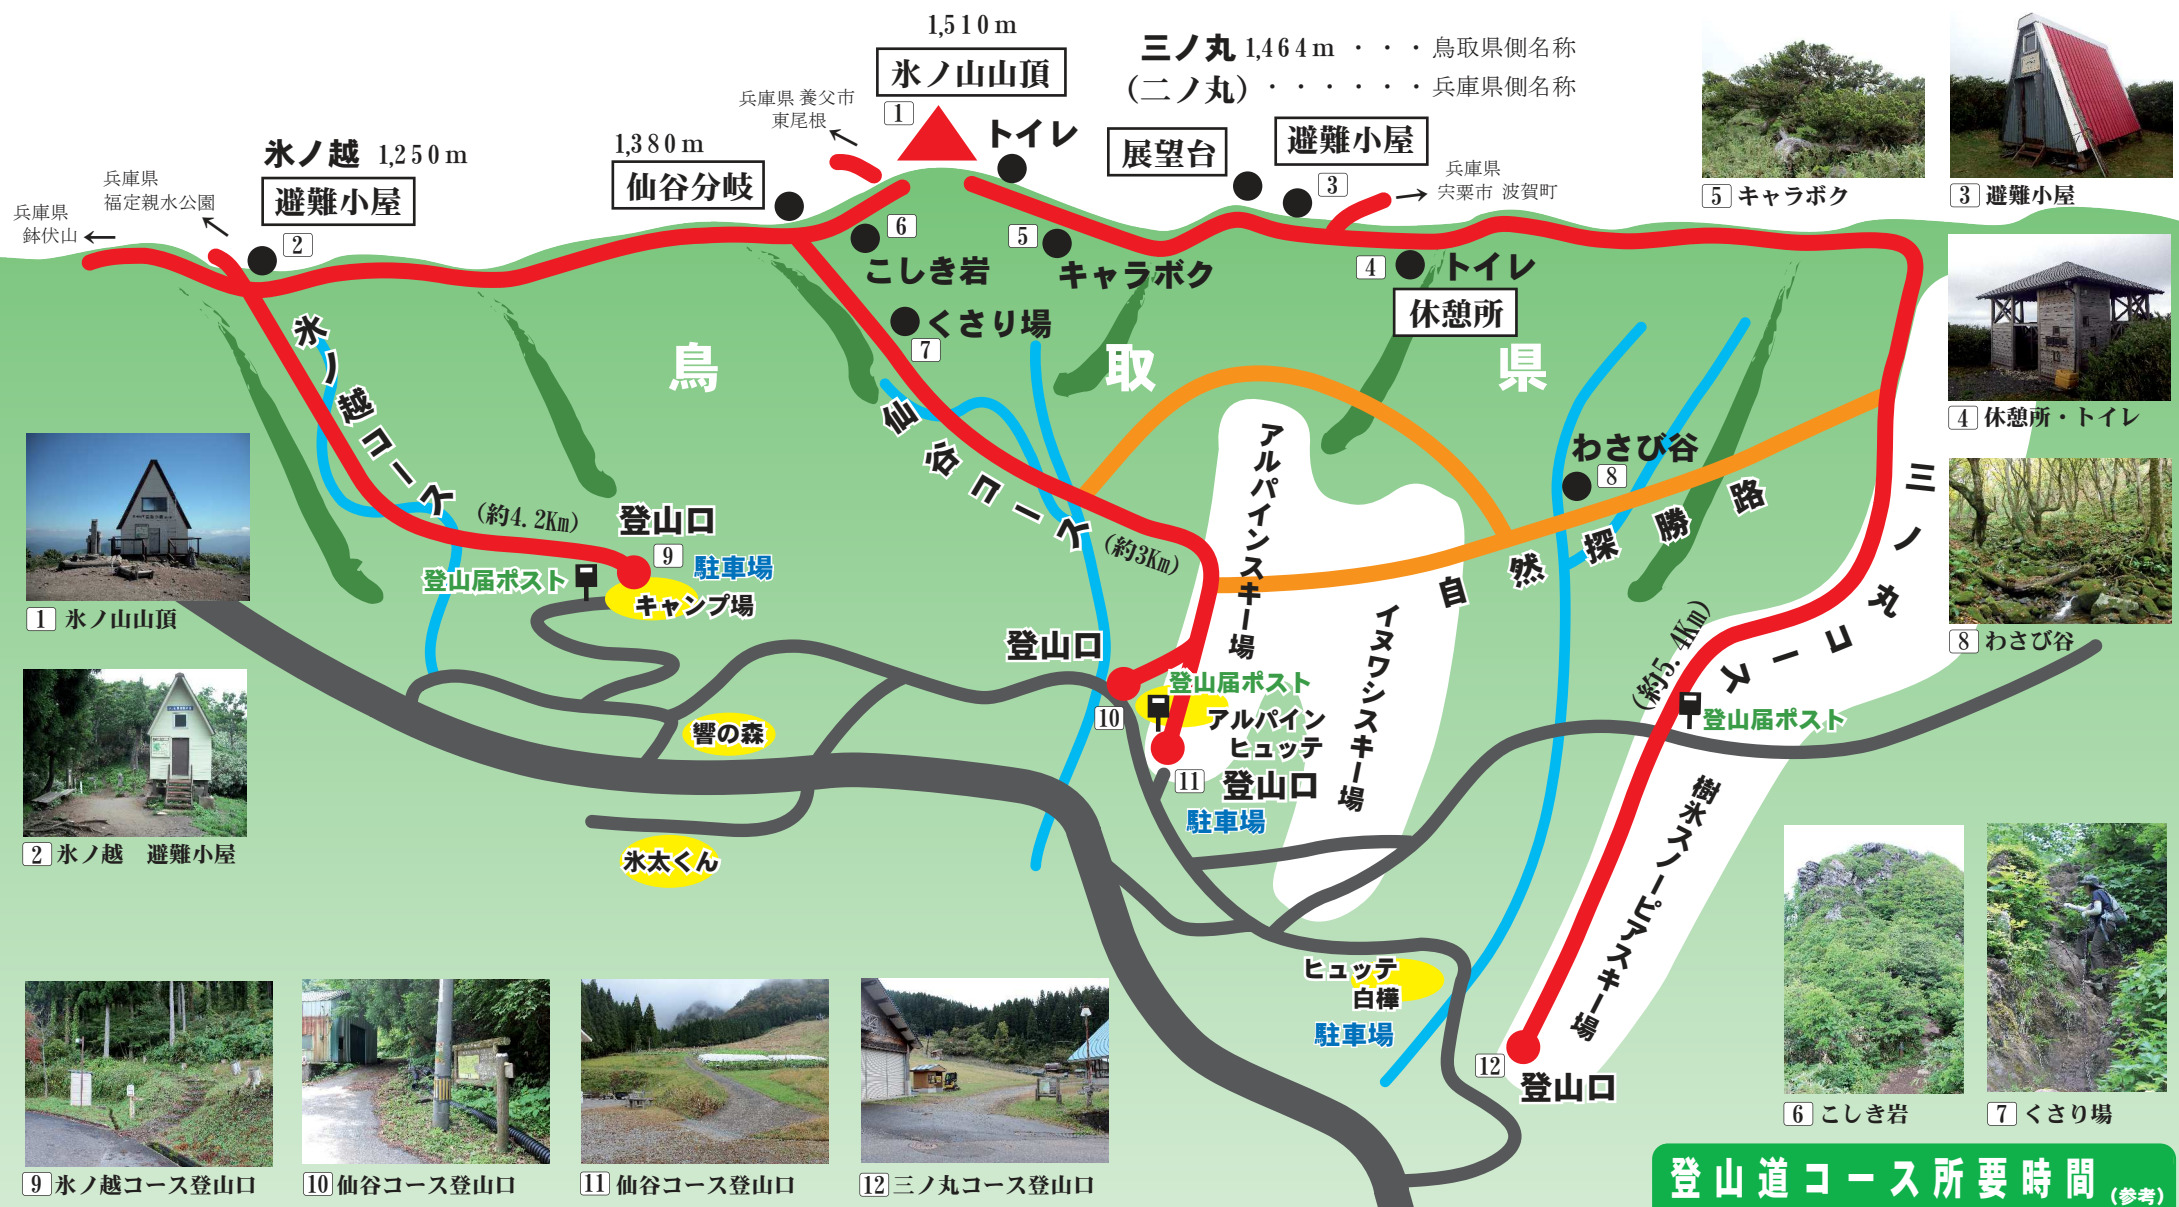 1,510m
氷ノ山山頂
1
兵庫県 養父市
東尾根
トイレ
三ノ丸 1,464m ・・・鳥取県側名称
(二ノ丸)・・・・・・兵庫県側名称
展望台
避難小屋
3
兵庫県
宍粟市 波賀町
1,380m
仙谷分岐
氷ノ越 1,250m
避難小屋
2
兵庫県
福定親水公園
兵庫県
鉢伏山
6
こしき岩
5
キャラボク
4
トイレ
休憩所
くさり場
7
鳥取県
氷ノ越コース
(約4.2Km)
仙谷コース
(約3Km)
アルパインスキー場
イヌワシスキー場
わさび谷
8
自然探勝路
三ノ丸コース
(約5.4Km)
登山口
9
駐車場
登山届ポスト
キャンプ場
登山口
10
登山届ポスト
アルパイン
ヒュッテ
11
登山口
駐車場
登山届ポスト
樹氷スノーピアスキー場
響の森
氷太くん
ヒュッテ
白樺
駐車場
12
登山口
5 キャラボク
3 避難小屋
4 休憩所・トイレ
8 わさび谷
6 こしき岩
7 くさり場
1 氷ノ山山頂
2 氷ノ越 避難小屋
9 氷ノ越コース登山口
10 仙谷コース登山口
11 仙谷コース登山口
12 三ノ丸コース登山口
登山道コース所要時間(参考)